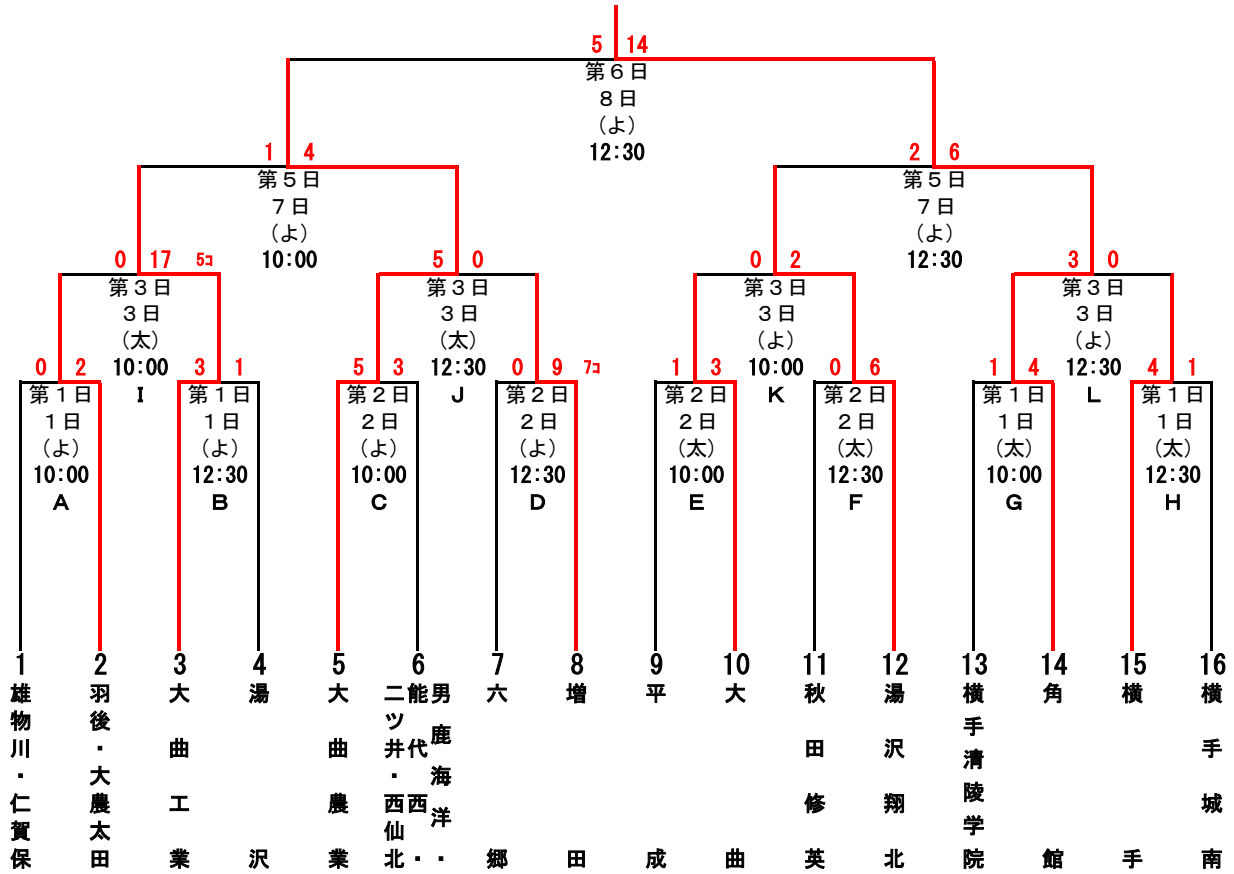 5 14
第６日
８日
（よ）
12:30
1 4
第５日
７日
（よ）
10:00
2 6
第５日
７日
（よ）
12:30
0 17 5ｺ
第３日
３日
（太）
10:00
I
5 0
第３日
３日
（太）
12:30
J
0 2
第３日
３日
（よ）
10:00
K
3 0
第３日
３日
（よ）
12:30
L
0 2
第１日
１日
（よ）
10:00
A
3 1
第１日
１日
（よ）
12:30
B
5 3
第２日
２日
（よ）
10:00
C
0 9 7ｺ
第２日
２日
（よ）
12:30
D
1 3
第２日
２日
（太）
10:00
E
0 6
第２日
２日
（太）
12:30
F
1 4
第１日
１日
（太）
10:00
G
4 1
第１日
１日
（太）
12:30
H
1
雄物川・仁賀保
2
羽後・大農太田
3
大曲工業
4
湯沢
5
大曲農業
6
男鹿海洋・
能代西・
二ツ井・西仙北
7
六郷
8
増田
9
平成
10
大曲
11
秋田修英
12
湯沢翔北
13
横手清陵学院
14
角館
15
横手
16
横手城南